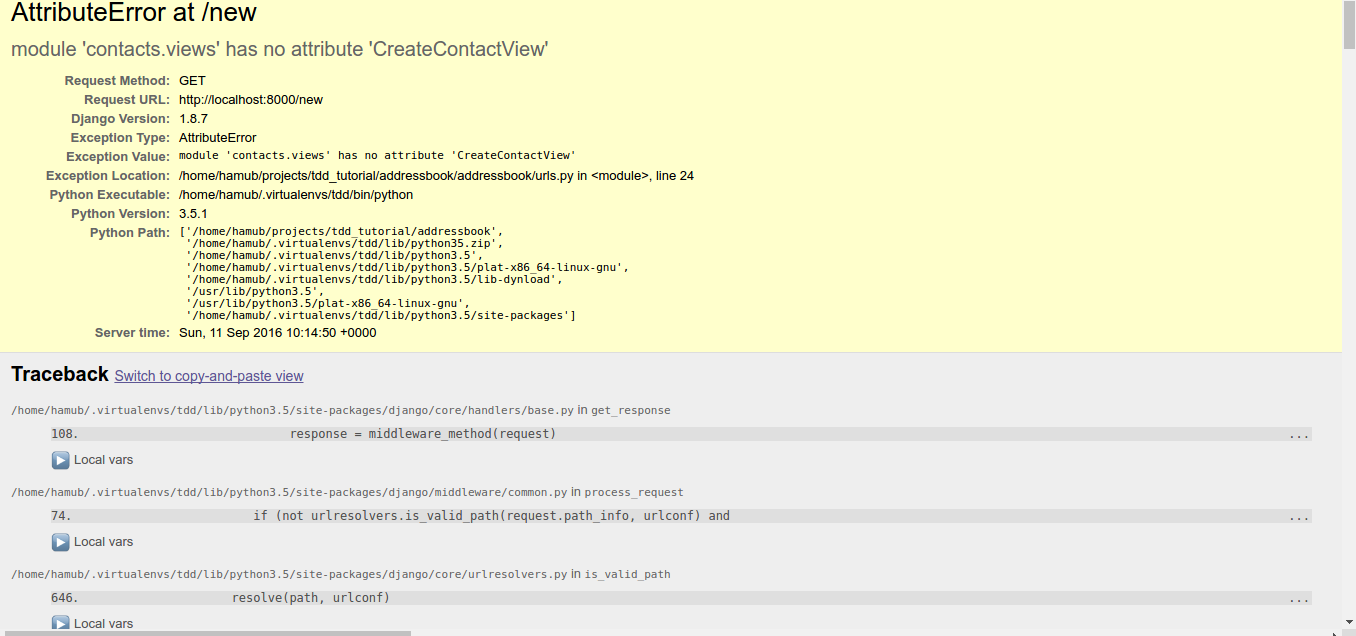 AttributeError at /new
module 'contacts.views' has no attribute 'CreateContactView'
Request Method: GET
Request URL: http://localhost:8000/new
Django Version: 1.8.7
Exception Type: AttributeError
Exception Value: module 'contacts.views' has no attribute 'CreateContactView'
Exception Location: /home/hamub/projects/tdd_tutorial/addressbook/addressbook/urls.py in <module>, line 24
Python Executable: /home/hamub/.virtualenvs/tdd/bin/python
Python Version: 3.5.1
Python Path: ['/home/hamub/projects/tdd_tutorial/addressbook',
'/home/hamub/.virtualenvs/tdd/lib/python35.zip',
'/home/hamub/.virtualenvs/tdd/lib/python3.5',
'/home/hamub/.virtualenvs/tdd/lib/python3.5/plat-x86_64-linux-gnu',
'/home/hamub/.virtualenvs/tdd/lib/python3.5/lib-dynload',
'/usr/lib/python3.5',
'/usr/lib/python3.5/plat-x86_64-linux-gnu',
'/home/hamub/.virtualenvs/tdd/lib/python3.5/site-packages']
Server time: Sun, 11 Sep 2016 10:14:50 +0000
Traceback Switch to copy-and-paste view
/home/hamub/.virtualenvs/tdd/lib/python3.5/site-packages/django/core/handlers/base.py in get_response
108. response = middleware_method(request) ...
Local vars
/home/hamub/.virtualenvs/tdd/lib/python3.5/site-packages/django/middleware/common.py in process_request
74. if (not urlresolvers.is_valid_path(request.path_info, urlconf) and ...
Local vars
/home/hamub/.virtualenvs/tdd/lib/python3.5/site-packages/django/core/urlresolvers.py in is_valid_path
646. resolve(path, urlconf) ...
Local vars